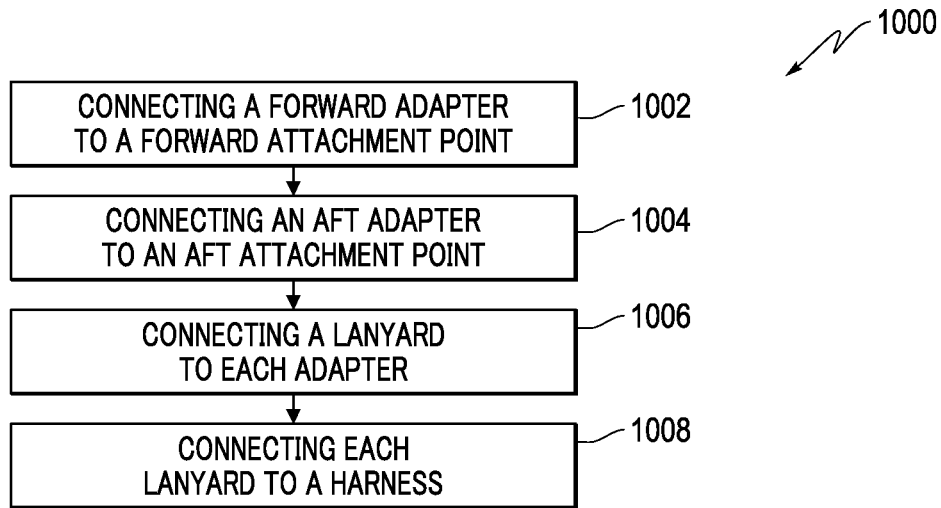 1000
CONNECTING A FORWARD ADAPTER
TO A FORWARD ATTACHMENT POINT
1002
CONNECTING AN AFT ADAPTER
TO AN AFT ATTACHMENT POINT
1004
CONNECTING A LANYARD
TO EACH ADAPTER
1006
CONNECTING EACH
LANYARD TO A HARNESS
1008